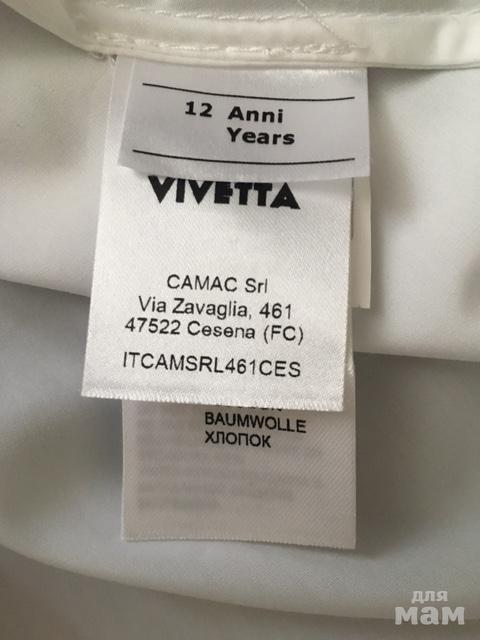 12 Anni
Years
VIVETTA
CAMAC Srl
Via Zavaglia, 461
47522 Cesena (FC)
ITCAMSRL461CES
BAUMWOLLE
ХЛОПОК
для
мам